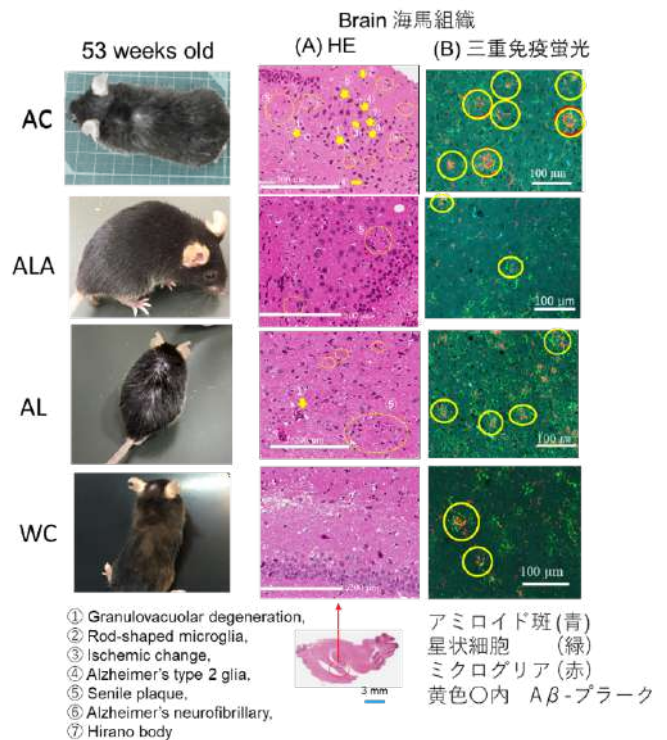 Brain 海馬組織
53 weeks old
(A) HE
(B) 三重免疫蛍光
AC
100 μm
ALA
100 μm
AL
100 μm
WC
100 μm
① Granulovacuolar degeneration,
② Rod-shaped microglia,
③ Ischemic change,
④ Alzheimer's type 2 glia,
⑤ Senile plaque,
⑥ Alzheimer's neurofibrillary,
⑦ Hirano body
3 mm
アミロイド斑 (青)
星状細胞 (緑)
ミクログリア (赤)
黄色〇内 Aβ-プラーク